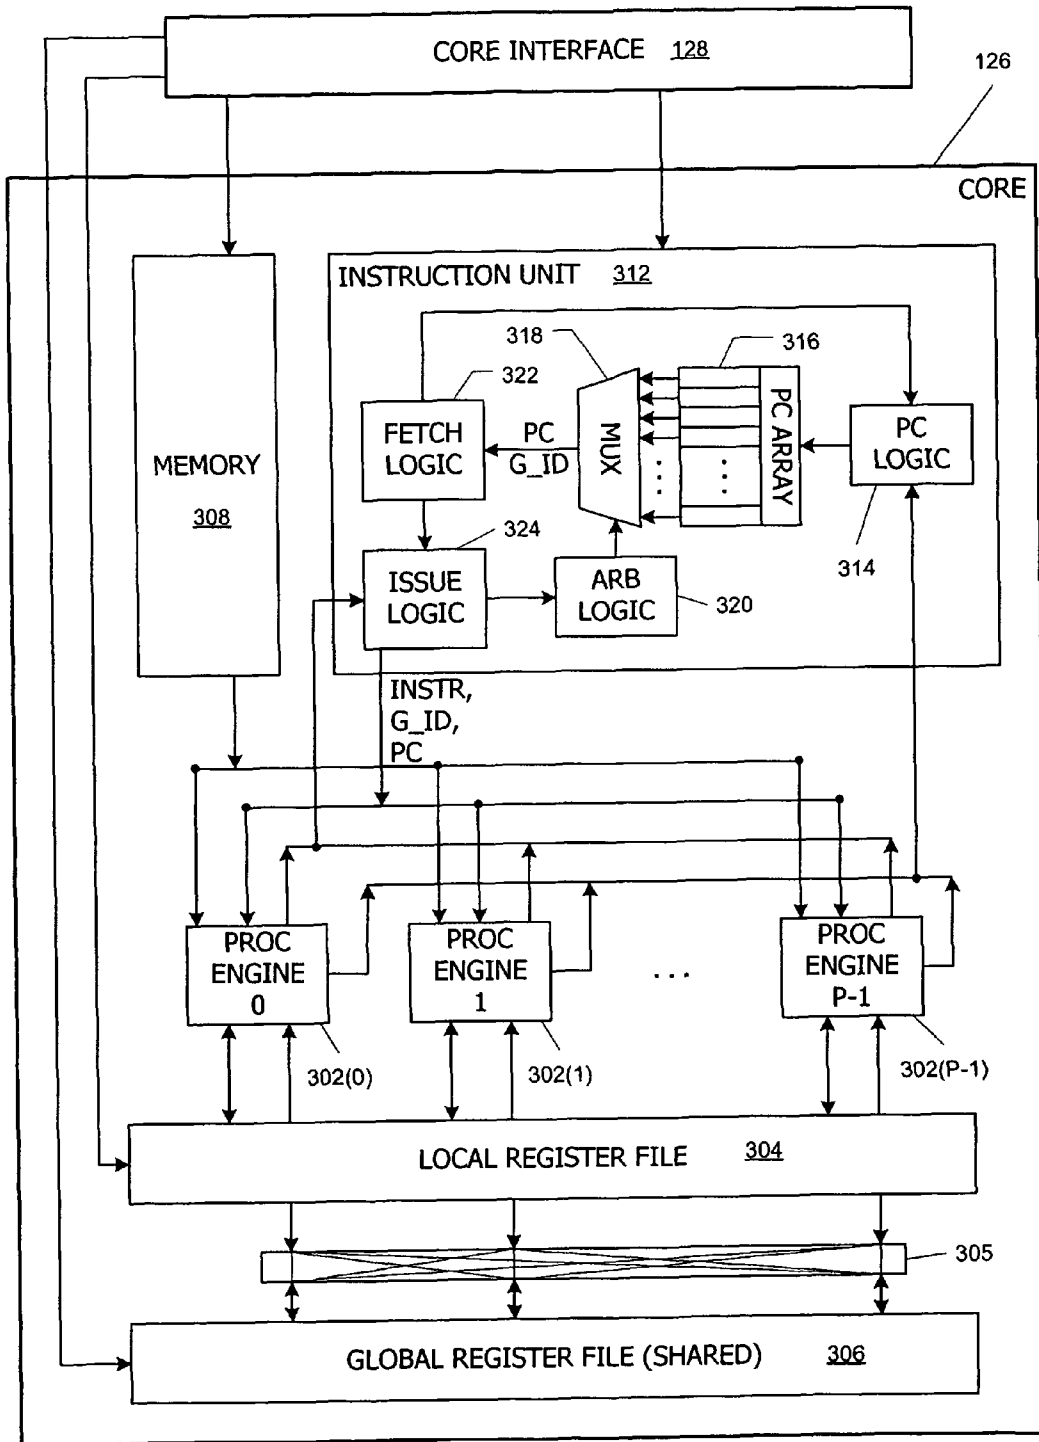 CORE INTERFACE 128
126
CORE
INSTRUCTION UNIT 312
318
316
322
FETCH
LOGIC
PC
G_ID
MUX
PC ARRAY
PC
LOGIC
MEMORY
308
324
314
ISSUE
LOGIC
ARB
LOGIC
320
INSTR,
G_ID,
PC
PROC
ENGINE
0
PROC
ENGINE
1
. . .
PROC
ENGINE
P-1
302(0)
302(1)
302(P-1)
LOCAL REGISTER FILE 304
305
GLOBAL REGISTER FILE (SHARED) 306